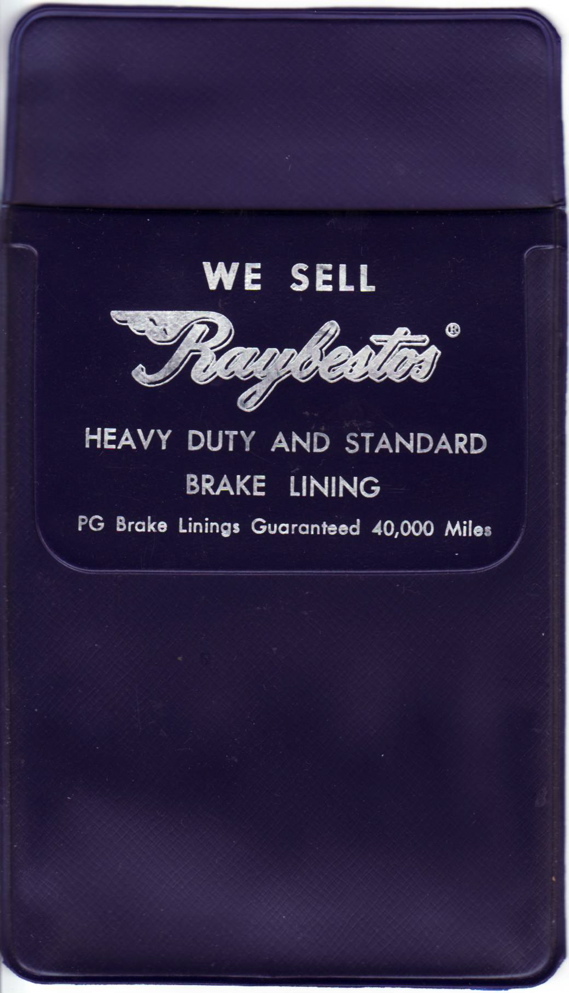 WE SELL
Raybestos®
HEAVY DUTY AND STANDARD
BRAKE LINING
PG Brake Linings Guaranteed 40,000 Miles